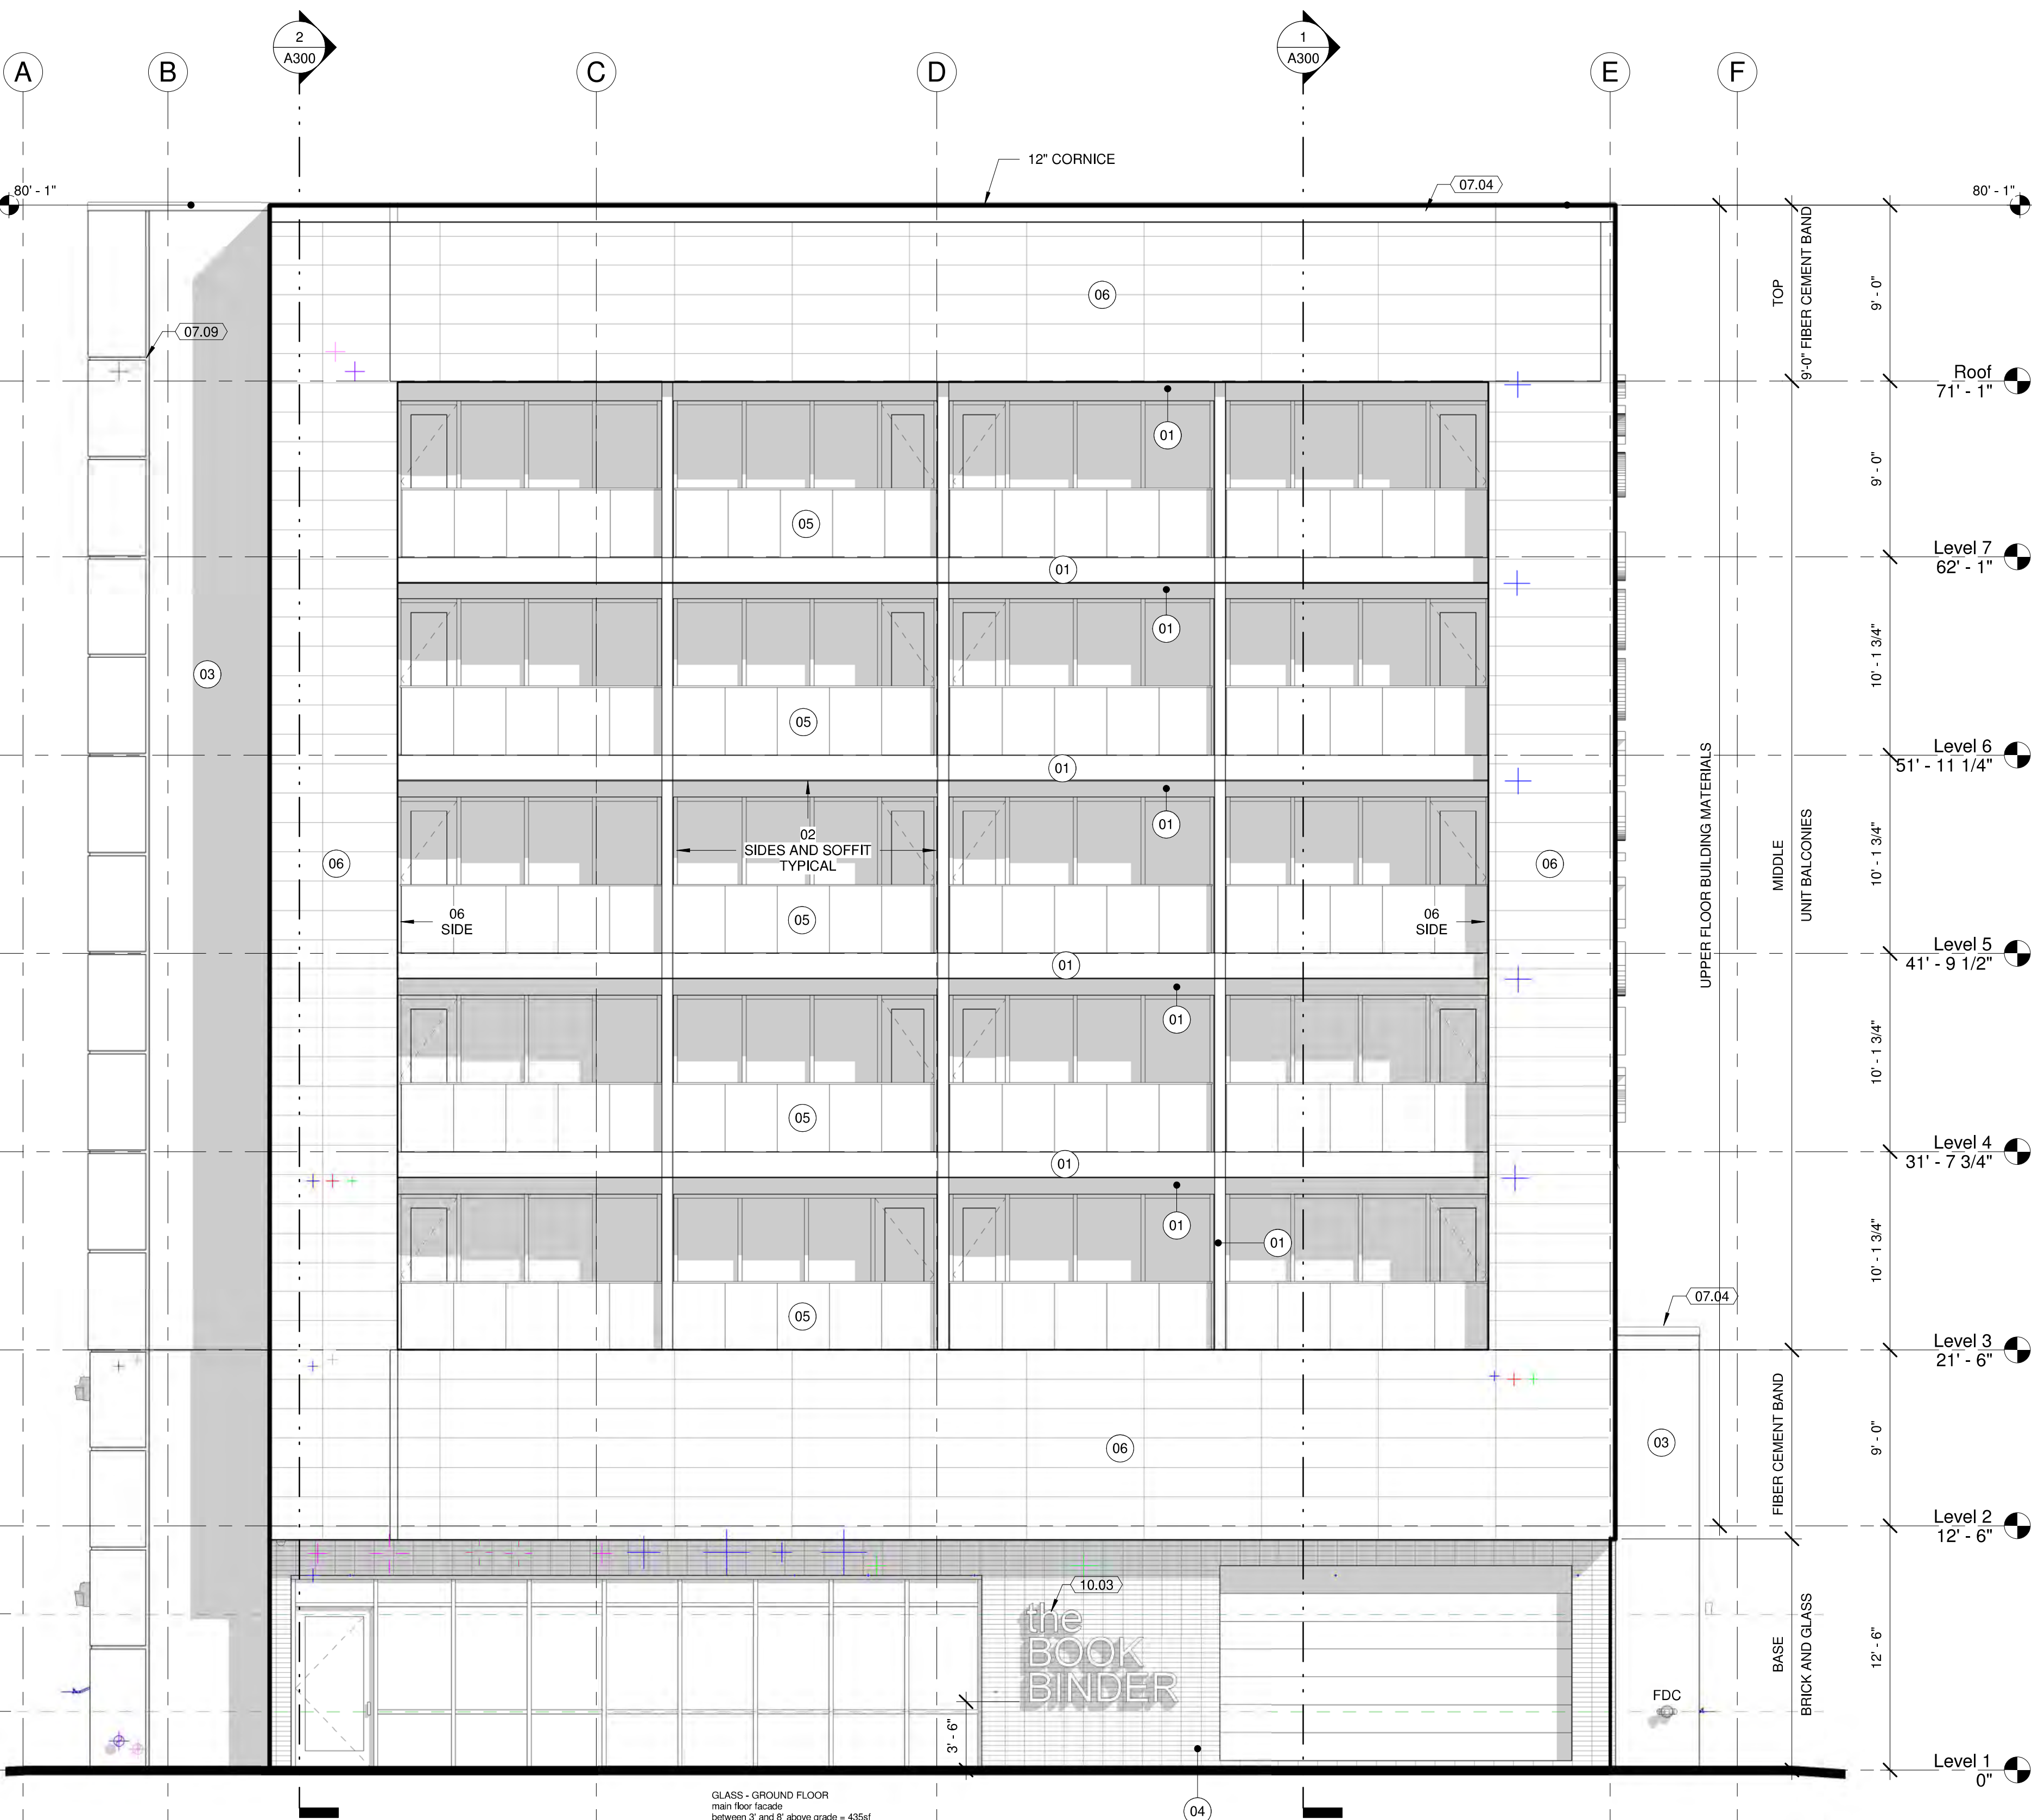 2
A300
1
A300
A
B
C
D
E
F
12" CORNICE
07.04
80' - 1"
80' - 1"
06
TOP
9'-0" FIBER CEMENT BAND
9' - 0"
07.09
Roof
71' - 1"
01
9' - 0"
05
Level 7
62' - 1"
01
01
10' - 1 3/4"
03
05
Level 6
51' - 11 1/4"
01
01
02
SIDES AND SOFFIT
TYPICAL
06
06
UPPER FLOOR BUILDING MATERIALS
MIDDLE
UNIT BALCONIES
10' - 1 3/4"
06
SIDE
05
06
SIDE
Level 5
41' - 9 1/2"
01
01
10' - 1 3/4"
05
Level 4
31' - 7 3/4"
01
01
01
10' - 1 3/4"
05
07.04
Level 3
21' - 6"
06
03
FIBER CEMENT BAND
9' - 0"
Level 2
12' - 6"
10.03
the
BOOK
BINDER
3' - 6"
FDC
BASE
BRICK AND GLASS
12' - 6"
Level 1
0"
GLASS - GROUND FLOOR
main floor facade
between 3' and 8' above grade = 435sf
04